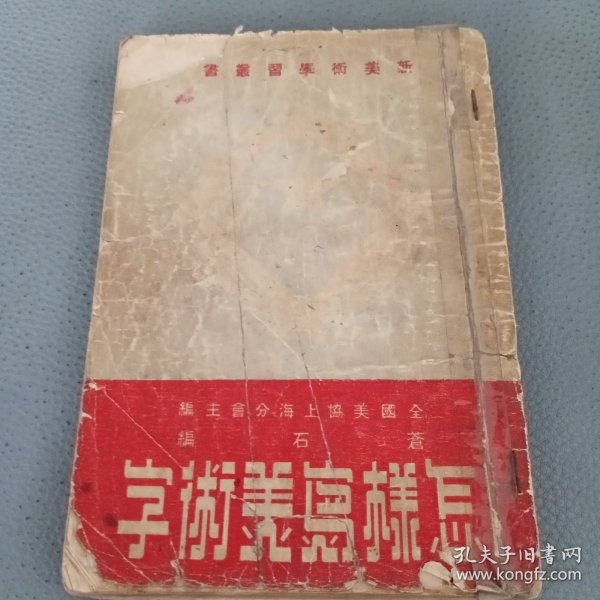 新美術學習叢書
全國美協上海分會主編
蒼石編
怎樣寫美術字
孔夫子旧书网
www.kongfz.com